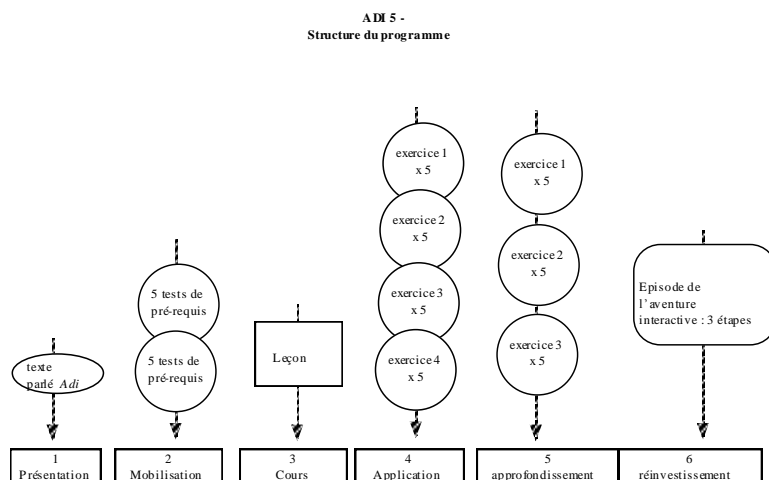 ADI 5 -
Structure du programme
texte
parlé Adi
5 tests de
pré-requis
5 tests de
pré-requis
Leçon
exercice 1
x 5
exercice 2
x 5
exercice 3
x 5
exercice 4
x 5
exercice 1
x 5
exercice 2
x 5
exercice 3
x 5
Episode de
l'aventure
interactive : 3 étapes
1
Présentation
2
Mobilisation
3
Cours
4
Application
5
approfondissement
6
réinvestissement